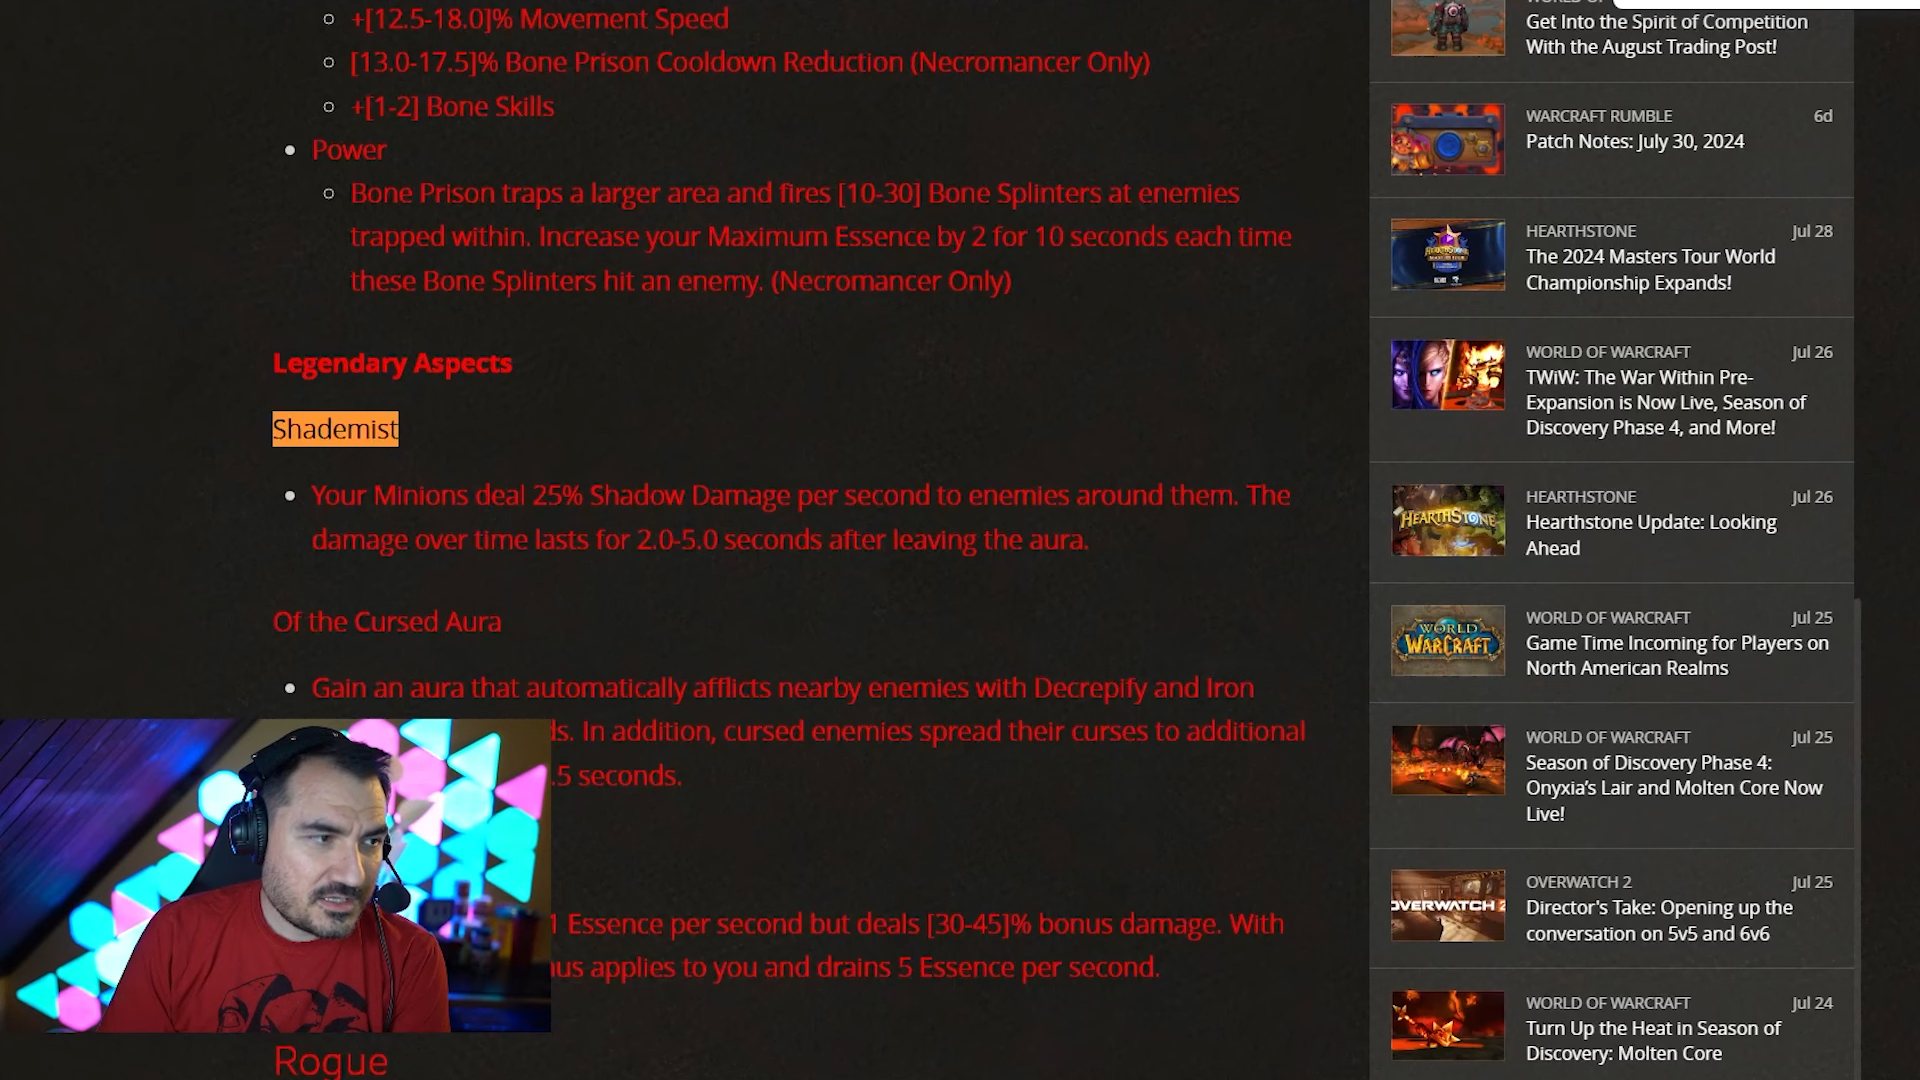 +[12.5-18.0]% Movement Speed
[13.0-17.5]% Bone Prison Cooldown Reduction (Necromancer Only)
+[1-2] Bone Skills
Power
Bone Prison traps a larger area and fires [10-30] Bone Splinters at enemies
trapped within. Increase your Maximum Essence by 2 for 10 seconds each time
these Bone Splinters hit an enemy. (Necromancer Only)
Legendary Aspects
Shademist
Your Minions deal 25% Shadow Damage per second to enemies around them. The
damage over time lasts for 2.0-5.0 seconds after leaving the aura.
Of the Cursed Aura
Gain an aura that automatically afflicts nearby enemies with Decrepify and Iron
ds. In addition, cursed enemies spread their curses to additional
.5 seconds.
1 Essence per second but deals [30-45]% bonus damage. With
nus applies to you and drains 5 Essence per second.
Rogue
Get Into the Spirit of Competition
With the August Trading Post!
WARCRAFT RUMBLE 6d
Patch Notes: July 30, 2024
HEARTHSTONE Jul 28
The 2024 Masters Tour World
Championship Expands!
WORLD OF WARCRAFT Jul 26
TWiW: The War Within Pre-
Expansion is Now Live, Season of
Discovery Phase 4, and More!
HEARTHSTONE Jul 26
Hearthstone Update: Looking
Ahead
HEARTHSTONE
WORLD OF WARCRAFT Jul 25
Game Time Incoming for Players on
North American Realms
WORLD
OF
WARCRAFT
WORLD OF WARCRAFT Jul 25
Season of Discovery Phase 4:
Onyxia's Lair and Molten Core Now
Live!
OVERWATCH 2 Jul 25
Director's Take: Opening up the
conversation on 5v5 and 6v6
OVERWATCH 2
WORLD OF WARCRAFT Jul 24
Turn Up the Heat in Season of
Discovery: Molten Core